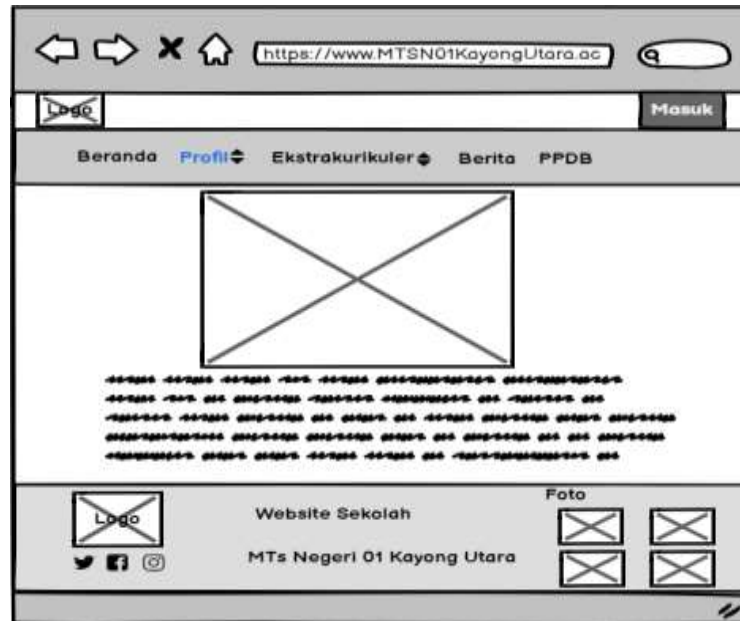 https://www.MTSN01KayongUtara.ac
Logo
Masuk
Beranda Profil Ekstrakurikuler Berita PPDB
Logo
Website Sekolah
MTs Negeri 01 Kayong Utara
Foto